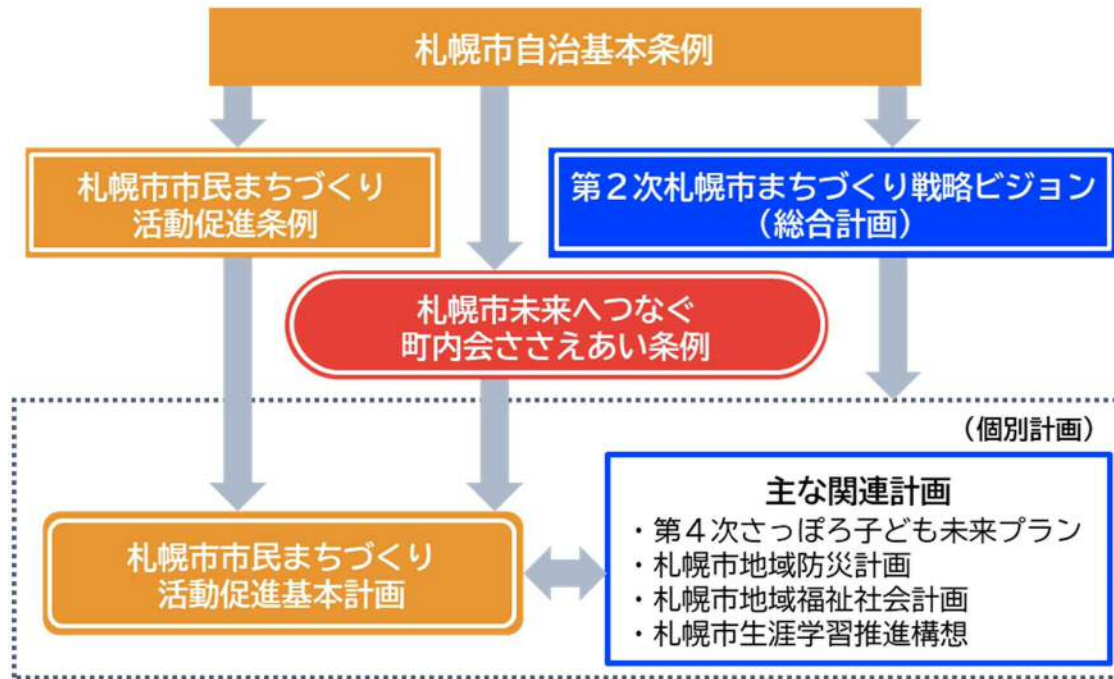 札幌市自治基本条例
札幌市市民まちづくり
活動促進条例
第2次札幌市まちづくり戦略ビジョン
(総合計画)
札幌市未来へつなぐ
町内会ささえあい条例
(個別計画)
札幌市市民まちづくり
活動促進基本計画
主な関連計画
・第4次さっぽろ子ども未来プラン
・札幌市地域防災計画
・札幌市地域福祉社会計画
・札幌市生涯学習推進構想